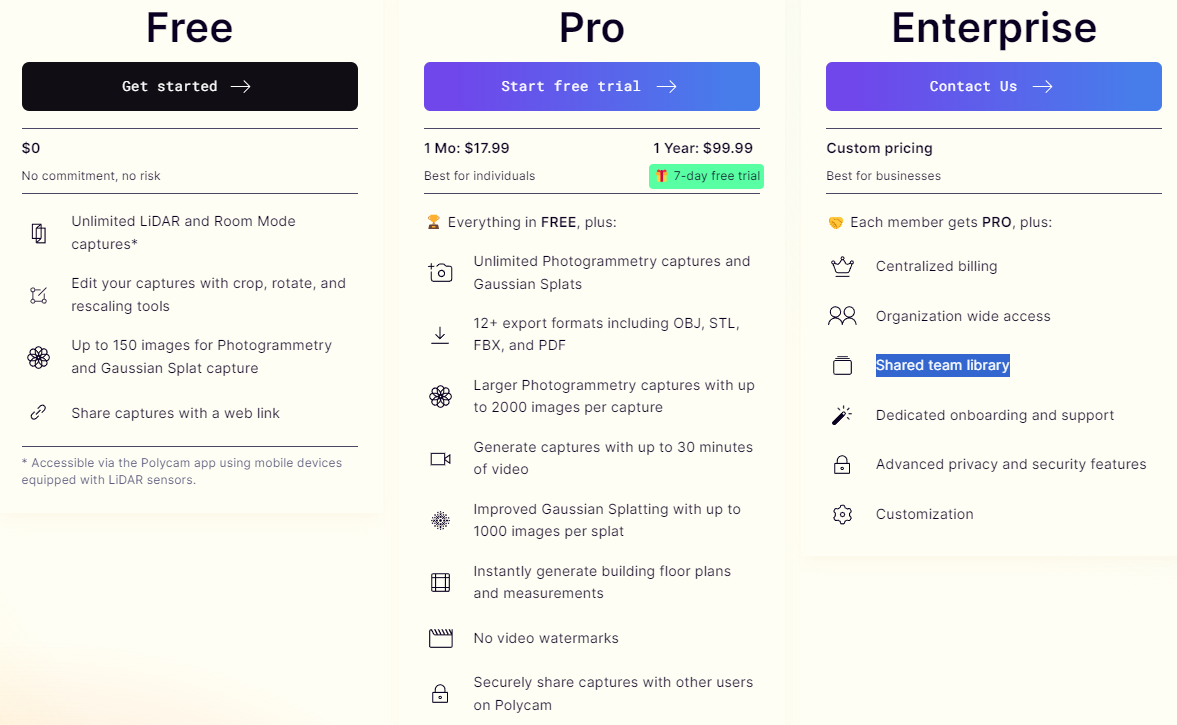 Free
Get started
$0
No commitment, no risk
Unlimited LiDAR and Room Mode
captures*
Edit your captures with crop, rotate, and
rescaling tools
Up to 150 images for Photogrammetry
and Gaussian Splat capture
Share captures with a web link
* Accessible via the Polycam app using mobile devices
equipped with LiDAR sensors.
Pro
Start free trial
1 Mo: $17.99
1 Year: $99.99
Best for individuals
7-day free trial
Everything in FREE, plus:
Unlimited Photogrammetry captures and
Gaussian Splats
12+ export formats including OBJ, STL,
FBX, and PDF
Larger Photogrammetry captures with up
to 2000 images per capture
Generate captures with up to 30 minutes
of video
Improved Gaussian Splatting with up to
1000 images per splat
Instantly generate building floor plans
and measurements
No video watermarks
Securely share captures with other users
on Polycam
Enterprise
Contact Us
Custom pricing
Best for businesses
Each member gets PRO, plus:
Centralized billing
Organization wide access
Shared team library
Dedicated onboarding and support
Advanced privacy and security features
Customization